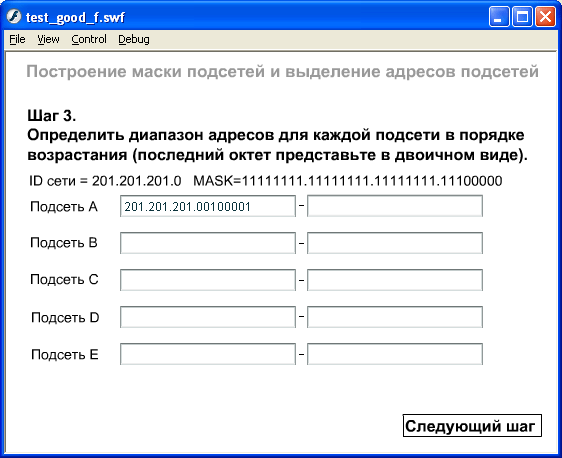 test_good_f.swf
File View Control Debug
Построение маски подсетей и выделение адресов подсетей
Шаг 3.
Определить диапазон адресов для каждой подсети в порядке
возрастания (последний октет представьте в двоичном виде).
ID сети = 201.201.201.0 MASK=11111111.11111111.11111111.11100000
Подсеть A 201.201.201.00100001 -
Подсеть B -
Подсеть C -
Подсеть D -
Подсеть E -
Следующий шаг